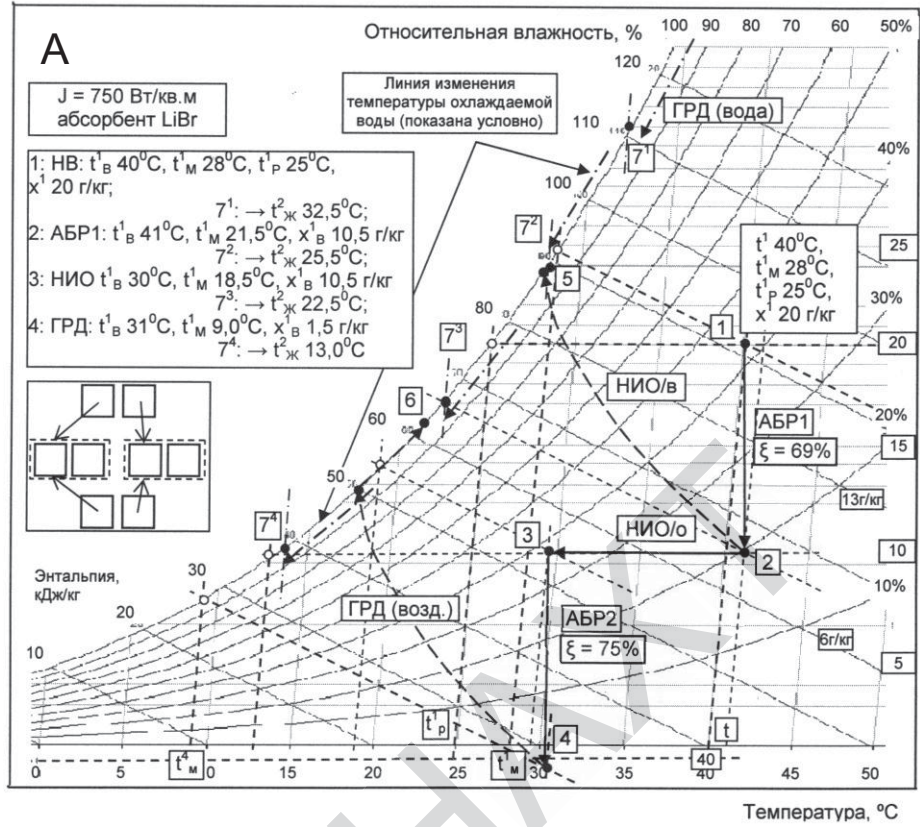 А
Относительная влажность, %
100 90 80 70 60 50%
J = 750 Вт/кв.м
абсорбент LiBr
Линия изменения
температуры охлаждаемой
воды (показана условно)
120
ГРД (вода)
110
7¹
40%
1: НВ: t¹в 40⁰С, t¹м 28⁰С, t¹р 25⁰С,
x¹ 20 г/кг;
7¹: → t²ж 32,5⁰С;
2: АБР1: t¹в 41⁰С, t¹м 21,5⁰С, x¹в 10,5 г/кг
7²: → t²ж 25,5⁰С;
3: НИО t¹в 30⁰С, t¹м 18,5⁰С, x¹в 10,5 г/кг
7³: → t²ж 22,5⁰С;
4: ГРД: t¹в 31⁰С, t¹м 9,0⁰С, x¹в 1,5 г/кг
7⁴: → t²ж 13,0⁰С
100
7²
5
t¹ 40⁰С,
t¹м 28⁰С,
t¹р 25⁰С,
x¹ 20 г/кг
25
30%
80
7³
1
20
НИО/в
6
60
АБР1
ξ = 69%
20%
15
50
13г/кг
7⁴
3
НИО/о
2
10
Энтальпия,
кДж/кг
30
20
10
ГРД (возд.)
АБР2
ξ = 75%
10%
6г/кг
5
t¹р
t
4
t⁴м
t¹м
40
0 5 10 15 20 25 30 35 40 45 50
Температура, ⁰С
НАХТ